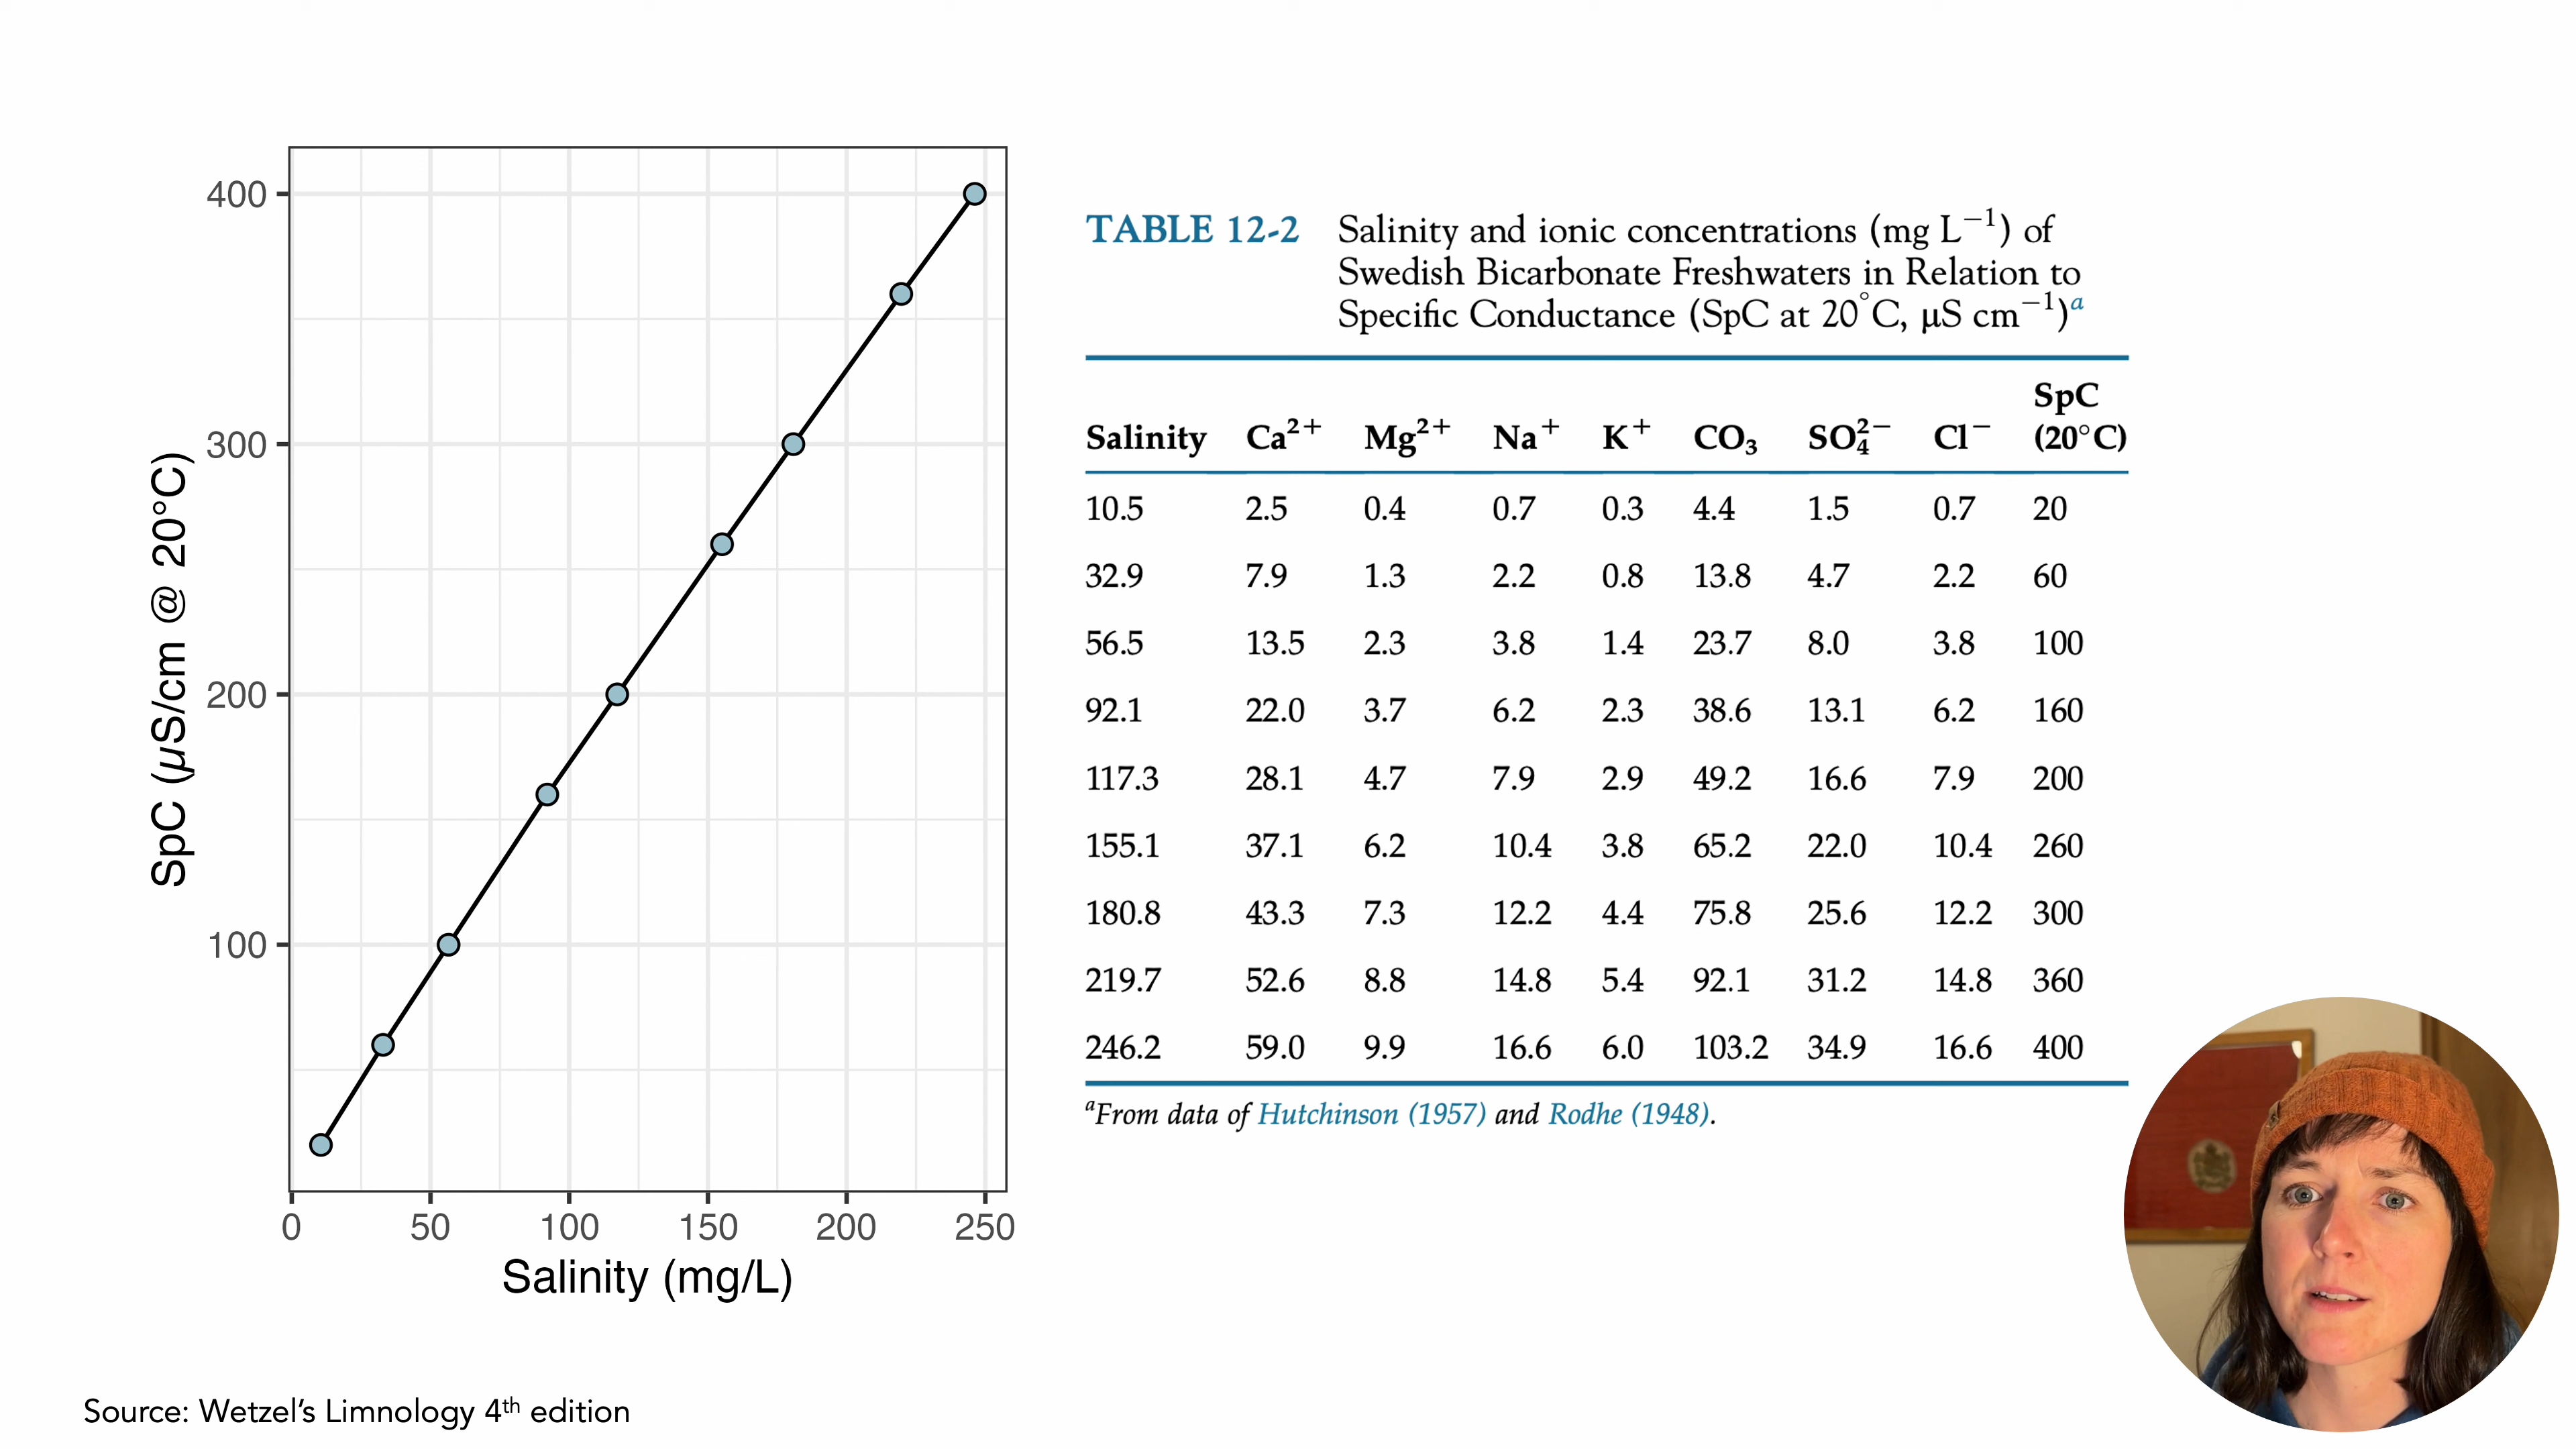 400
300
200
100
SpC (µS/cm @ 20°C)
0 50 100 150 200 250
Salinity (mg/L)
TABLE 12-2 Salinity and ionic concentrations (mg L⁻¹) of
Swedish Bicarbonate Freshwaters in Relation to
Specific Conductance (SpC at 20°C, µS cm⁻¹)ᵃ
Salinity Ca²⁺ Mg²⁺ Na⁺ K⁺ CO₃ SO₄²⁻ Cl⁻ SpC (20°C)
10.5 2.5 0.4 0.7 0.3 4.4 1.5 0.7 20
32.9 7.9 1.3 2.2 0.8 13.8 4.7 2.2 60
56.5 13.5 2.3 3.8 1.4 23.7 8.0 3.8 100
92.1 22.0 3.7 6.2 2.3 38.6 13.1 6.2 160
117.3 28.1 4.7 7.9 2.9 49.2 16.6 7.9 200
155.1 37.1 6.2 10.4 3.8 65.2 22.0 10.4 260
180.8 43.3 7.3 12.2 4.4 75.8 25.6 12.2 300
219.7 52.6 8.8 14.8 5.4 92.1 31.2 14.8 360
246.2 59.0 9.9 16.6 6.0 103.2 34.9 16.6 400
ᵃFrom data of Hutchinson (1957) and Rodhe (1948).
Source: Wetzel’s Limnology 4ᵗʰ edition